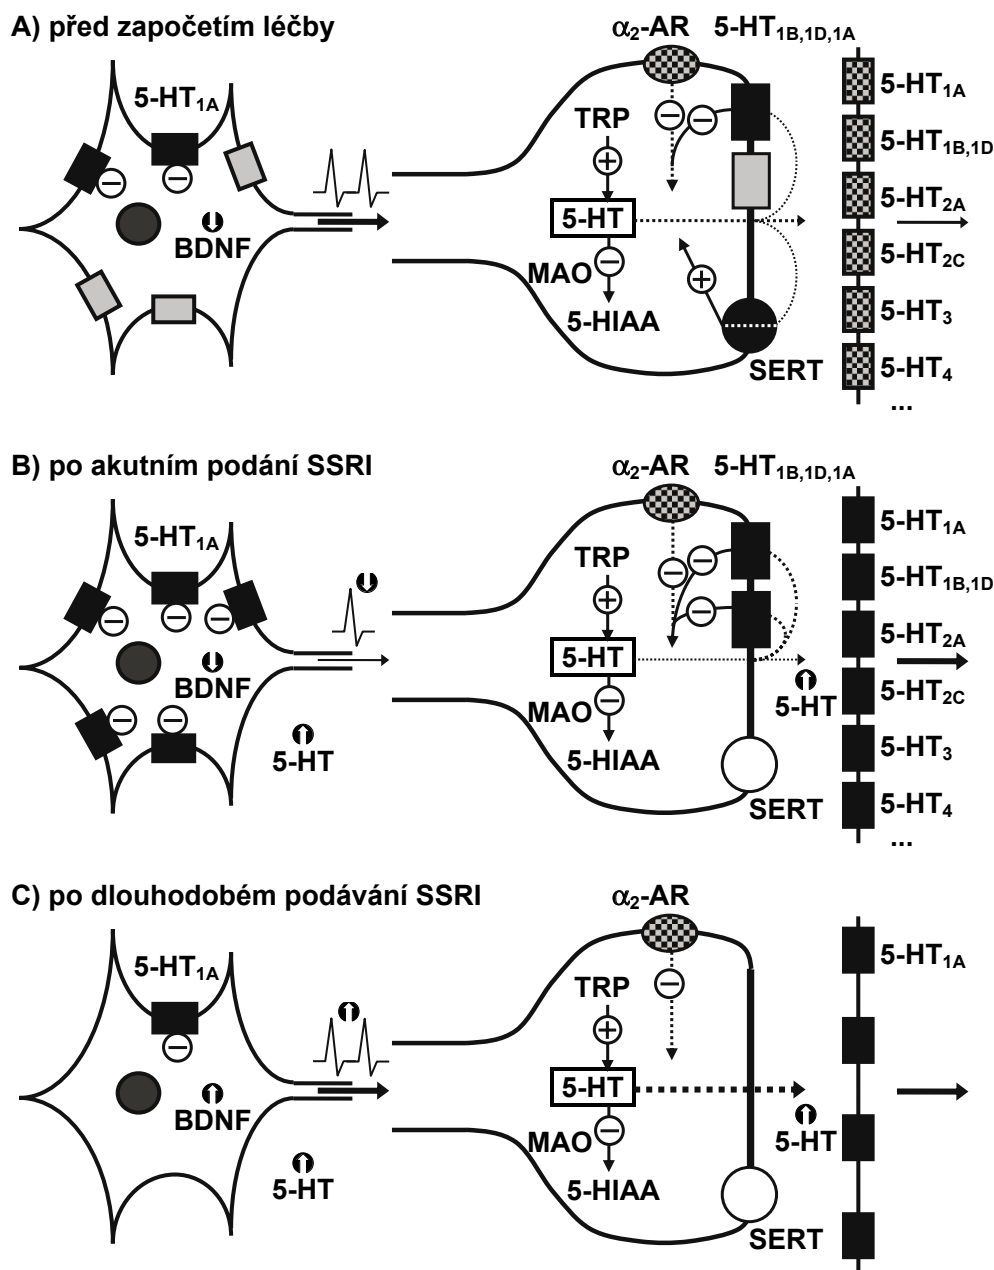 A) před započetím léčby
α₂-AR 5-HT₁B,1D,1A
5-HT₁A
TRP
5-HT
MAO
5-HIAA
SERT
BDNF
5-HT₁A
5-HT₁B,1D
5-HT₂A
5-HT₂C
5-HT₃
5-HT₄
...
B) po akutním podání SSRI
α₂-AR 5-HT₁B,1D,1A
5-HT₁A
TRP
5-HT
MAO
5-HIAA
SERT
BDNF
5-HT
5-HT
5-HT₁A
5-HT₁B,1D
5-HT₂A
5-HT₂C
5-HT₃
5-HT₄
...
C) po dlouhodobém podávání SSRI
α₂-AR
5-HT₁A
TRP
5-HT
MAO
5-HIAA
SERT
BDNF
5-HT
5-HT
5-HT₁A